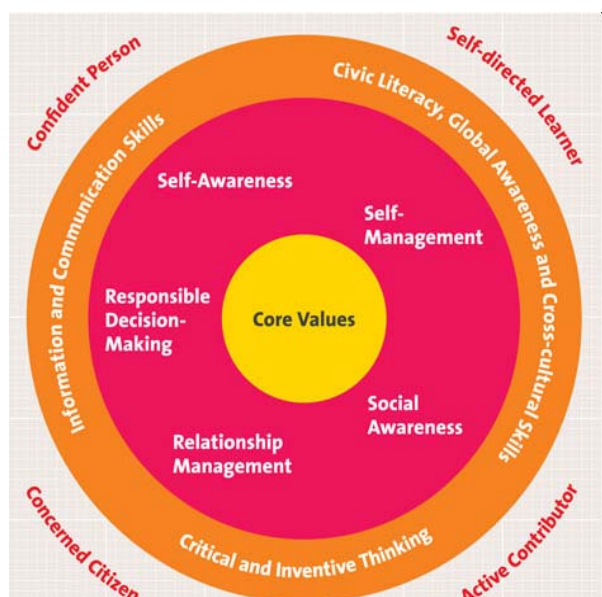 Confident Person
Self-directed Learner
Information and Communication Skills
Civic Literacy, Global Awareness and Cross-cultural Skills
Self-Awareness
Self-
Management
Responsible
Decision-
Making
Core Values
Social
Awareness
Relationship
Management
Critical and Inventive Thinking
Concerned Citizen
Active Contributor